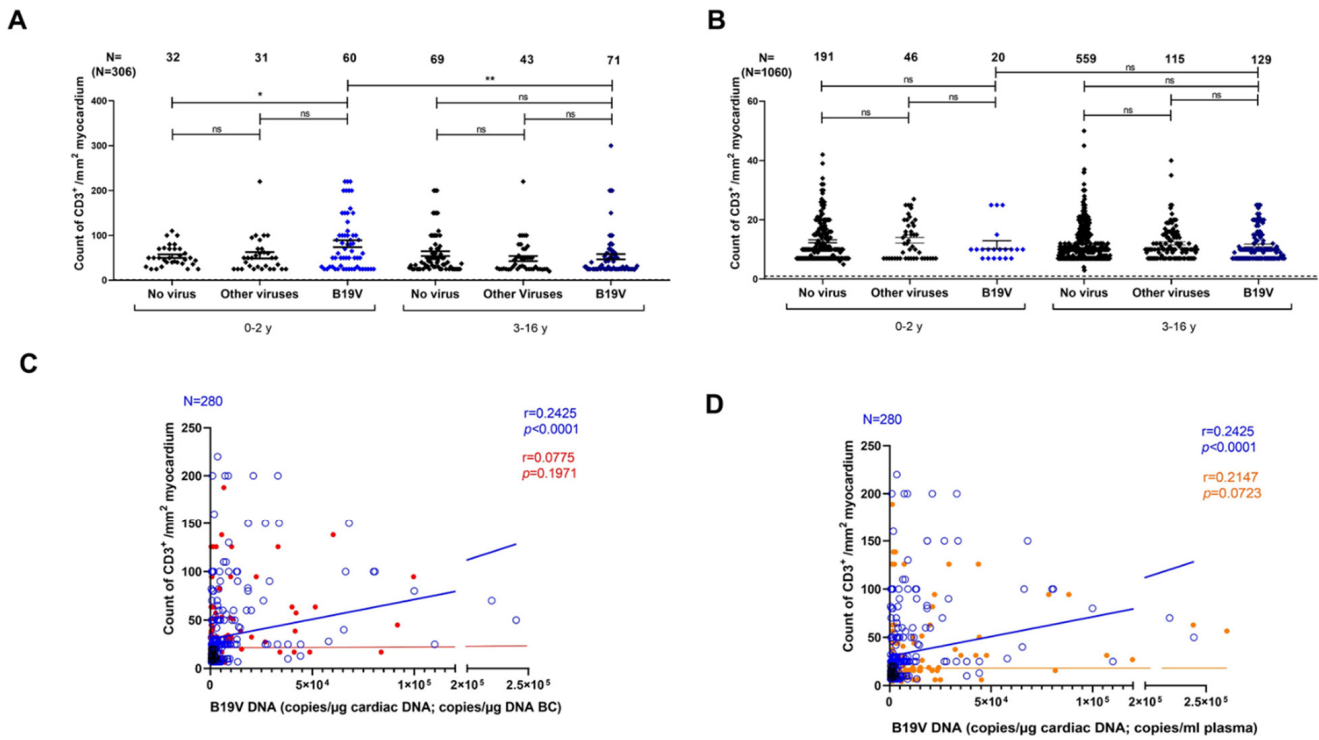 A
N=
(N=306)
32 31 60 69 43 71
**
*
ns
ns
ns
ns
ns
Count of CD3+ /mm² myocardium
400
300
200
100
0
No virus Other viruses B19V No virus Other viruses B19V
0-2 y 3-16 y
B
N=
(N=1060)
191 46 20 559 115 129
ns
ns
ns
ns
ns
ns
ns
Count of CD3+ /mm² myocardium
60
40
20
0
No virus Other viruses B19V No virus Other viruses B19V
0-2 y 3-16 y
C
N=280
r=0.2425
p<0.0001
r=0.0775
p=0.1971
Count of CD3+ /mm² myocardium
250
200
150
100
50
0
0 5×10⁴ 1×10⁵ 2×10⁵ 2.5×10⁵
B19V DNA (copies/µg cardiac DNA; copies/µg DNA BC)
D
N=280
r=0.2425
p<0.0001
r=0.2147
p=0.0723
Count of CD3+ /mm² myocardium
250
200
150
100
50
0
0 5×10⁴ 1×10⁵ 2×10⁵ 2.5×10⁵
B19V DNA (copies/µg cardiac DNA; copies/ml plasma)